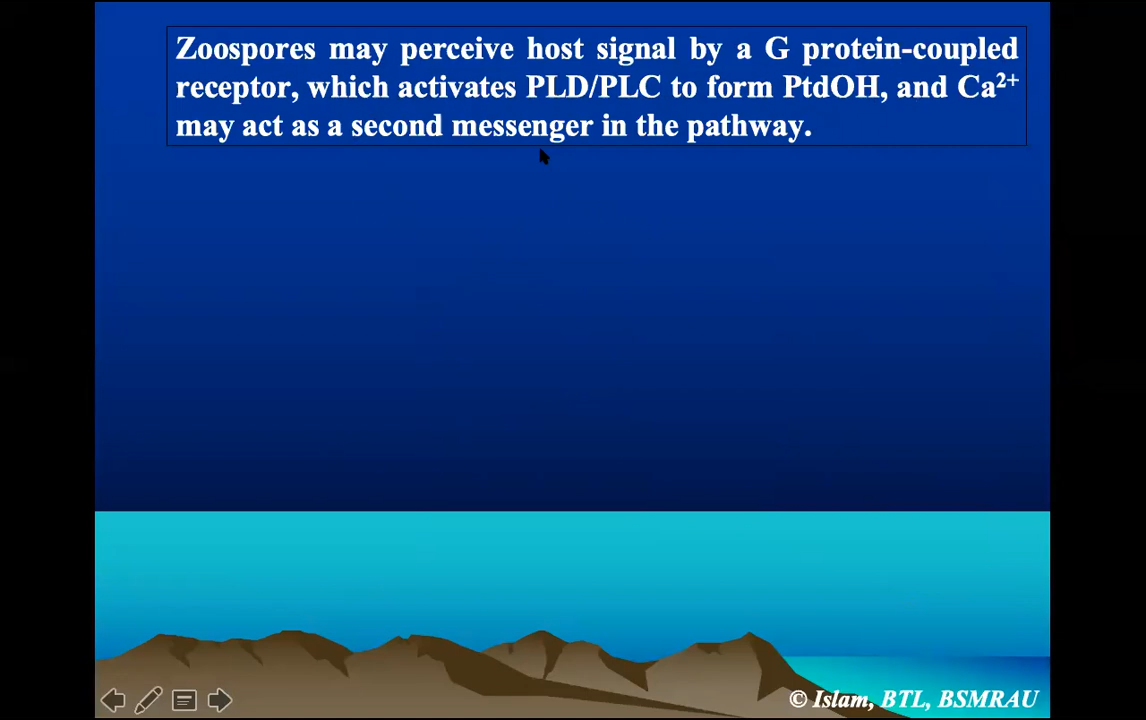 Zoospores may perceive host signal by a G protein-coupled
receptor, which activates PLD/PLC to form PtdOH, and Ca²⁺
may act as a second messenger in the pathway.
© Islam, BTL, BSMRAU